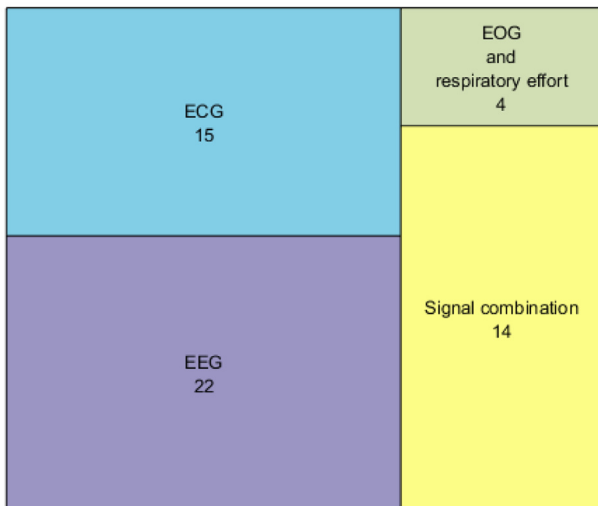 ECG
15
EOG
and
respiratory effort
4
EEG
22
Signal combination
14